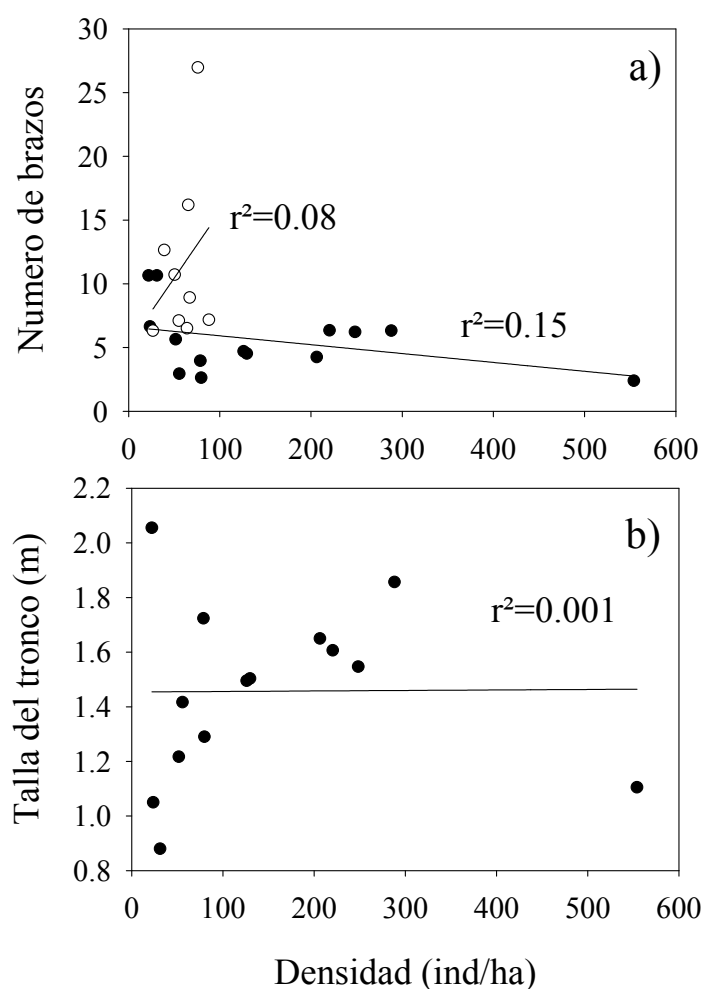 30
25
20
15
10
5
0
Numero de brazos
a)
r²=0.08
r²=0.15
0 100 200 300 400 500 600
2.2
2.0
1.8
1.6
1.4
1.2
1.0
0.8
Talla del tronco (m)
b)
r²=0.001
0 100 200 300 400 500 600
Densidad (ind/ha)